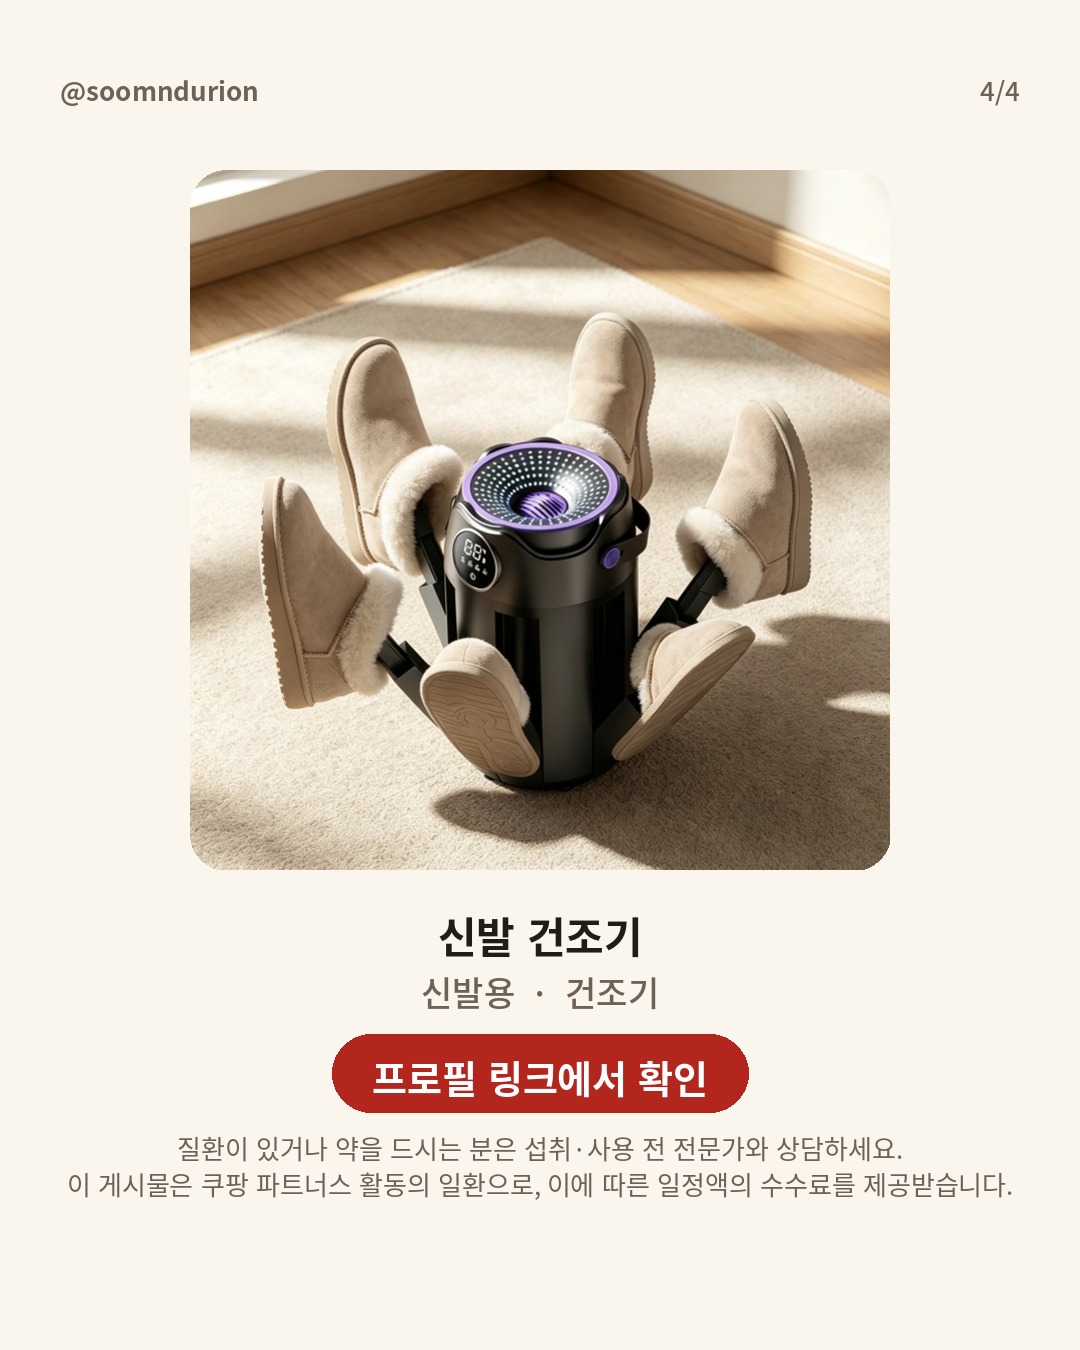 @soomndurion
4/4
88
신발 건조기
신발용 · 건조기
프로필 링크에서 확인
질환이 있거나 약을 드시는 분은 섭취·사용 전 전문가와 상담하세요.
이 게시물은 쿠팡 파트너스 활동의 일환으로, 이에 따른 일정액의 수수료를 제공받습니다.